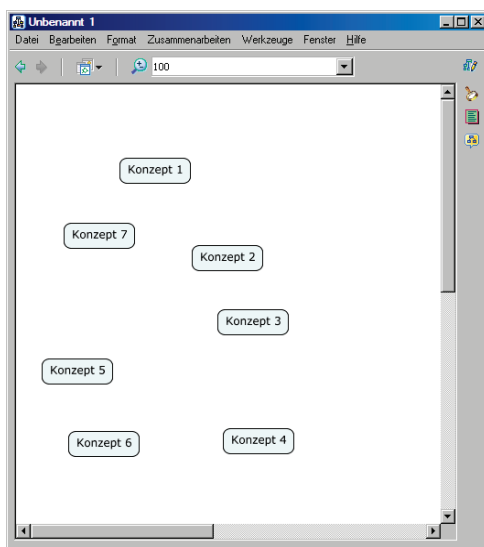 Unbenannt 1
Datei Bearbeiten Format Zusammenarbeiten Werkzeuge Fenster Hilfe
100
Konzept 1
Konzept 7
Konzept 2
Konzept 3
Konzept 5
Konzept 6
Konzept 4